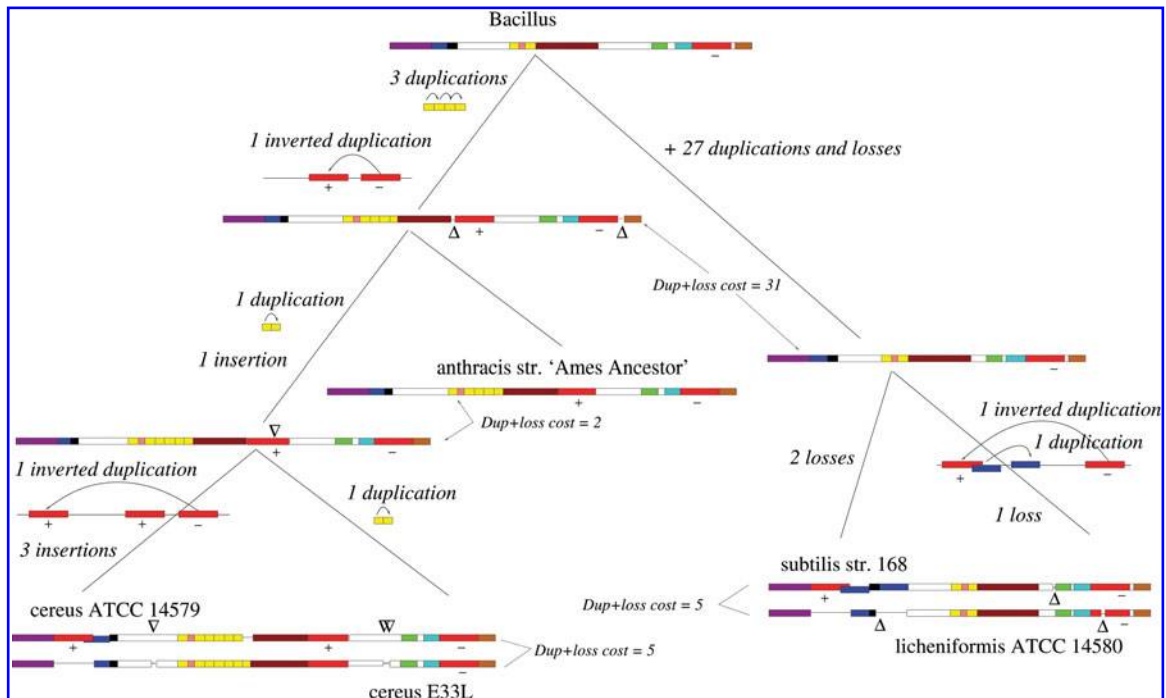 Bacillus
−
3 duplications
1 inverted duplication
+ −
+ 27 duplications and losses
Δ + − Δ
Dup+loss cost = 31
1 duplication
1 insertion
anthracis str. ‘Ames Ancestor’
+ −
−
Dup+loss cost = 2
∇
+ −
1 inverted duplication
+ + −
3 insertions
1 duplication
2 losses
1 inverted duplication
1 duplication
+ −
1 loss
subtilis str. 168
+ Δ −
Dup+loss cost = 5
Δ Δ −
licheniformis ATCC 14580
cereus ATCC 14579
∇ ∇∇
+ + −
Dup+loss cost = 5
−
cereus E33L